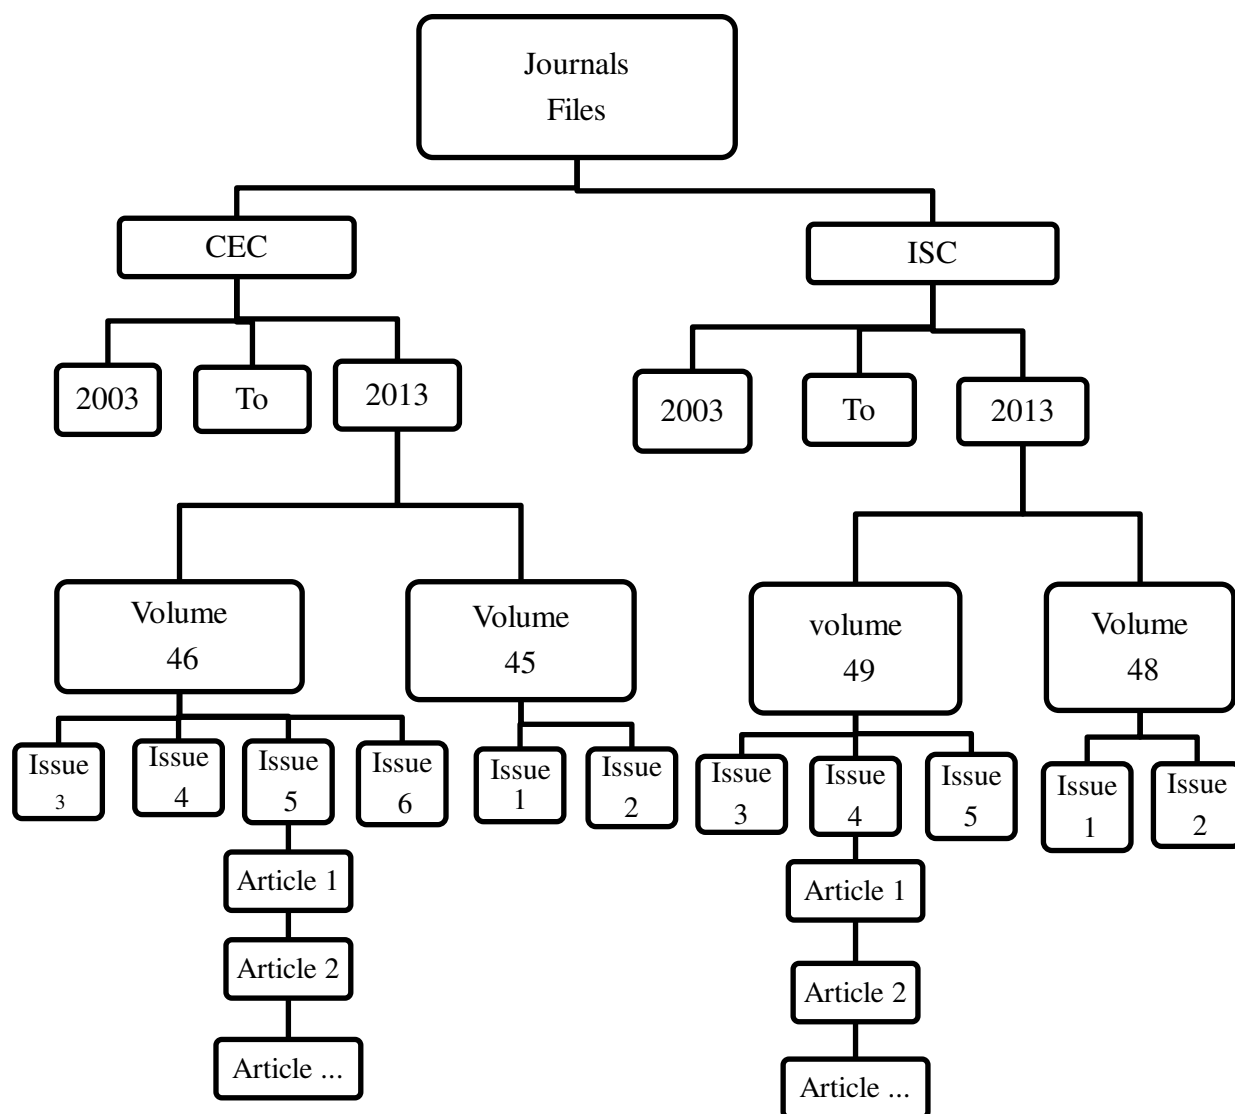 Journals
Files
CEC
ISC
2003
To
2013
2003
To
2013
Volume
46
Volume
45
volume
49
Volume
48
Issue
3
Issue
4
Issue
5
Issue
6
Issue
1
Issue
2
Issue
3
Issue
4
Issue
5
Issue
1
Issue
2
Article 1
Article 2
Article ...
Article 1
Article 2
Article ...